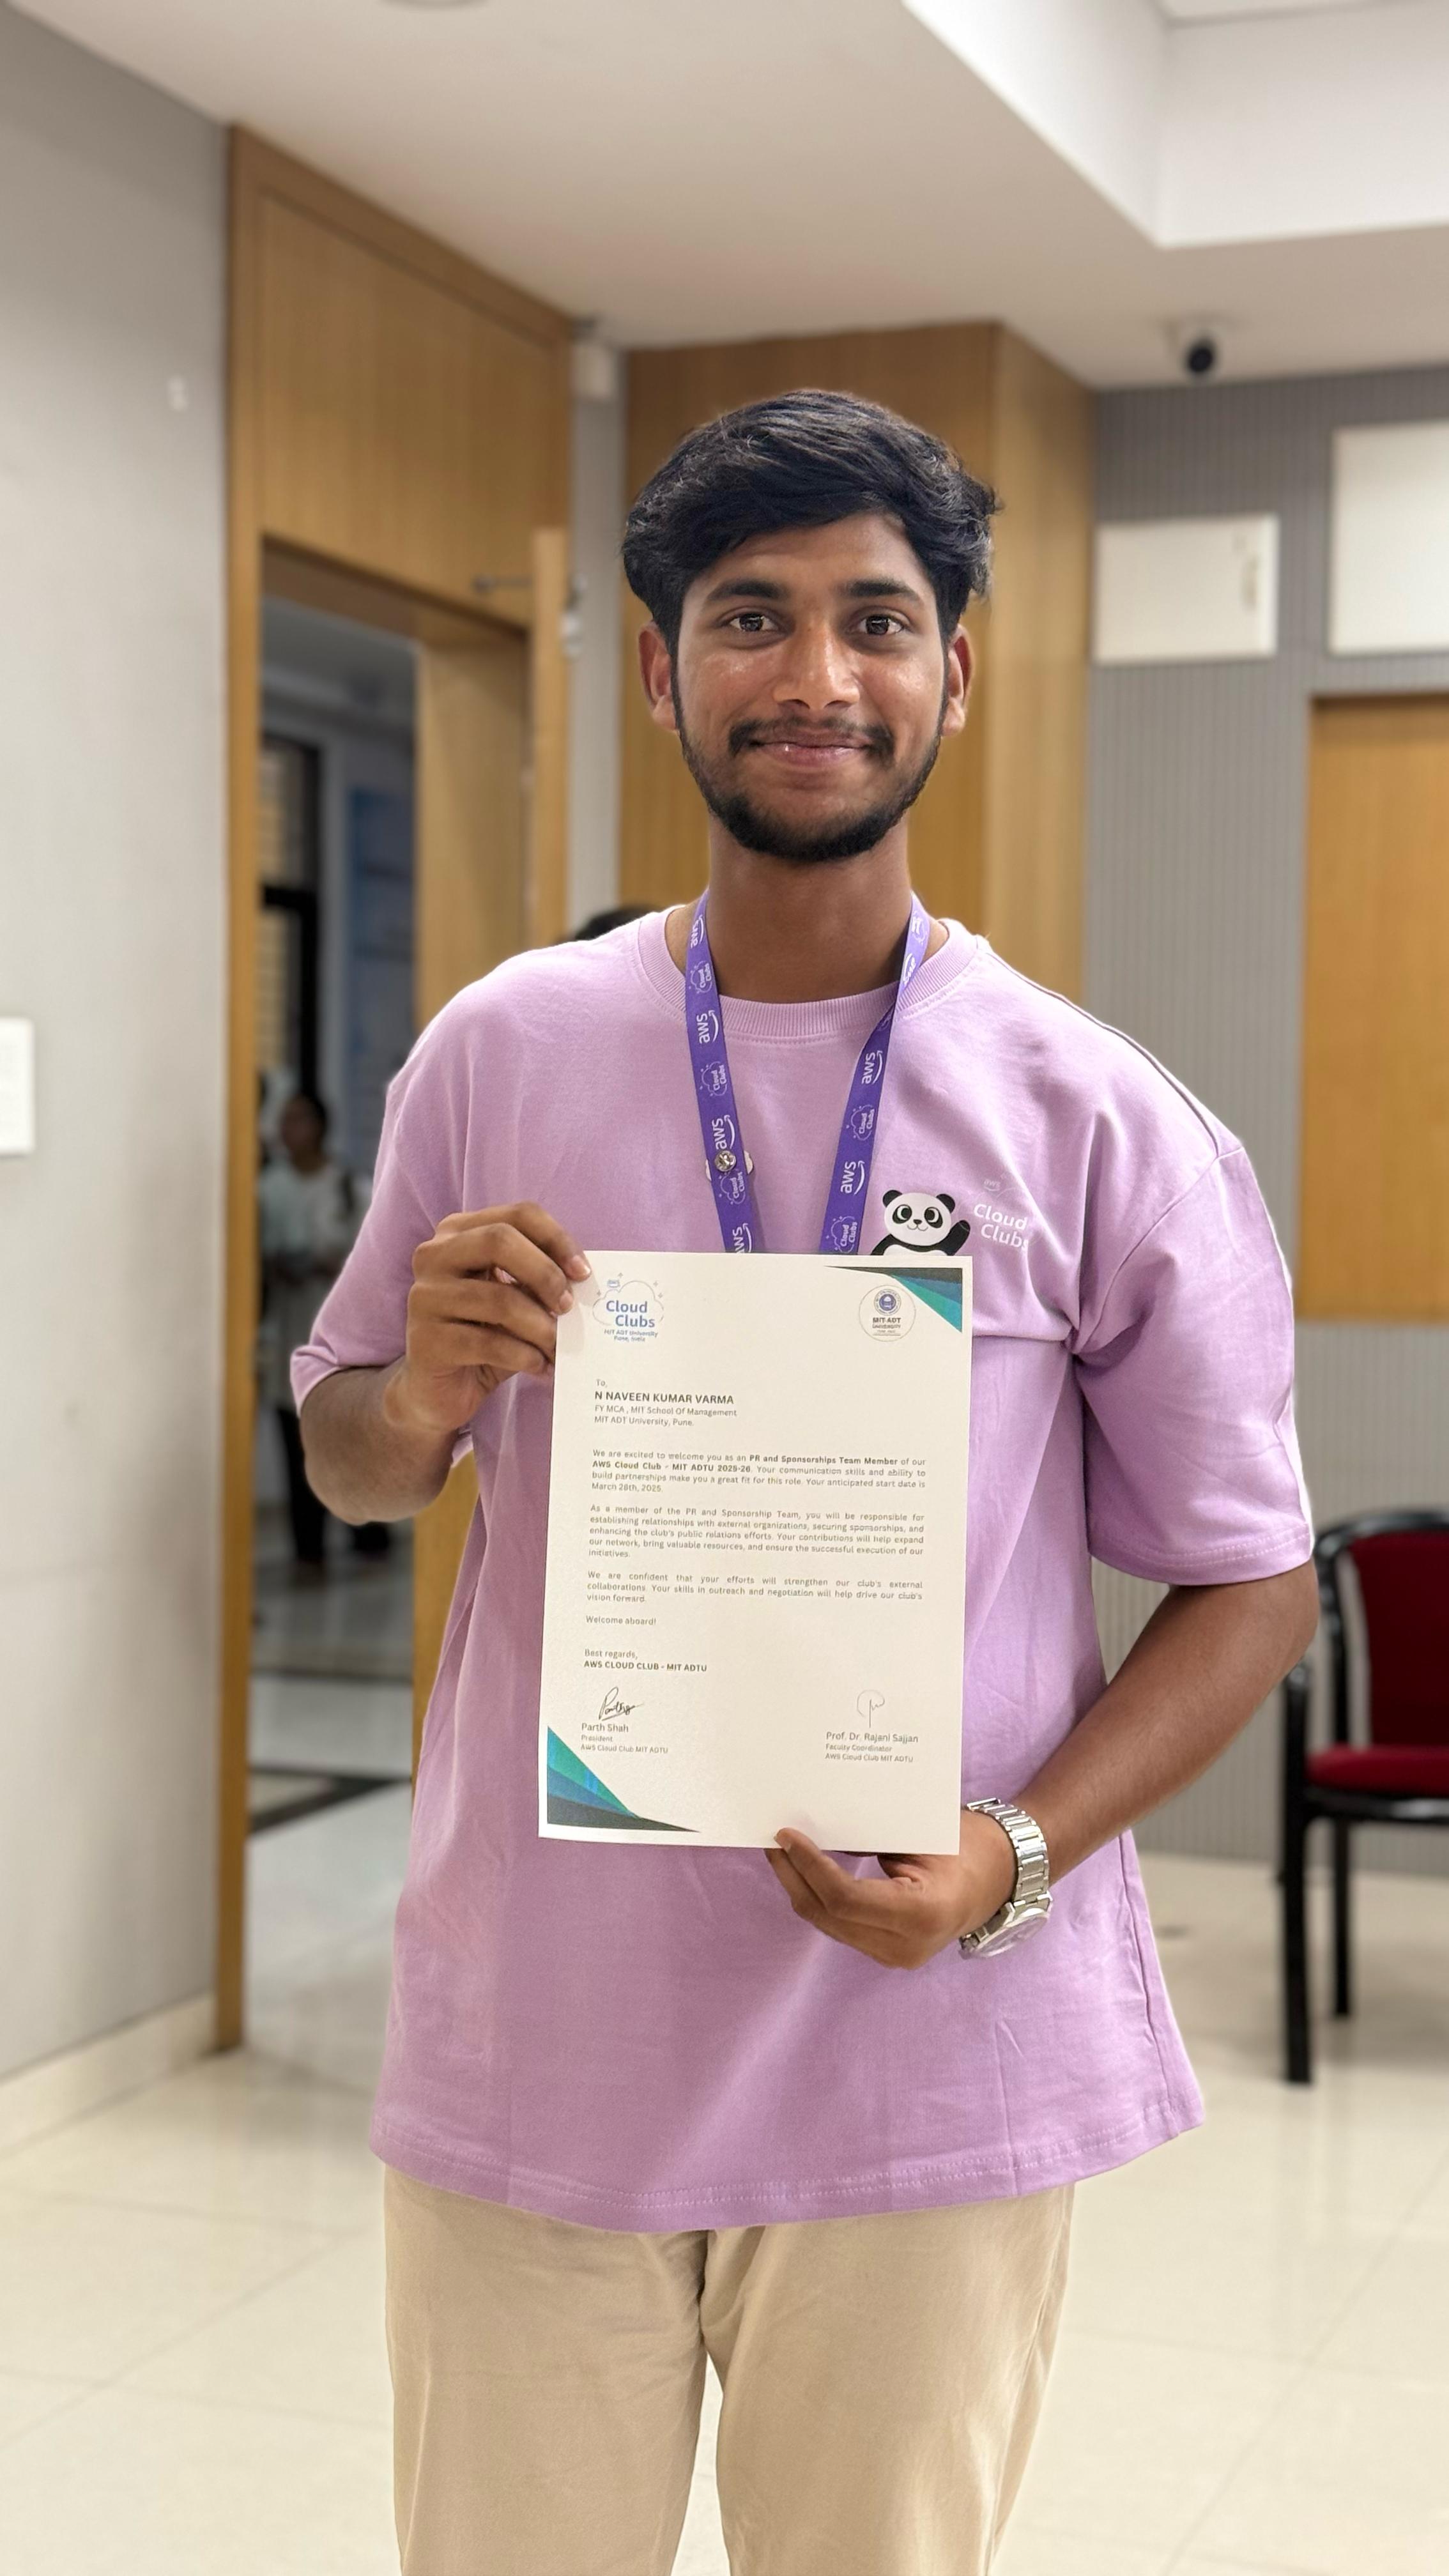 aws
Cloud
Clubs
aws
aws
aws
aws
Cloud
Clubs
aws
Cloud
Clubs
MIT ADT University
Pune, India
MIT-ADT
UNIVERSITY
To,
N NAVEEN KUMAR VARMA
FY MCA , MIT School Of Management
MIT ADT University, Pune.
We are excited to welcome you as an PR and Sponsorships Team Member of our
AWS Cloud Club - MIT ADTU 2025-26. Your communication skills and ability to
build partnerships make you a great fit for this role. Your anticipated start date is
March 28th, 2025.
As a member of the PR and Sponsorship Team, you will be responsible for
establishing relationships with external organizations, securing sponsorships, and
enhancing the club's public relations efforts. Your contributions will help expand
our network, bring valuable resources, and ensure the successful execution of our
initiatives.
We are confident that your efforts will strengthen our club's external
collaborations. Your skills in outreach and negotiation will help drive our club's
vision forward.
Welcome aboard!
Best regards,
AWS CLOUD CLUB - MIT ADTU
Parth Shah
President
AWS Cloud Club MIT ADTU
Prof. Dr. Rajani Sajjan
Faculty Coordinator
AWS Cloud Club MIT ADTU